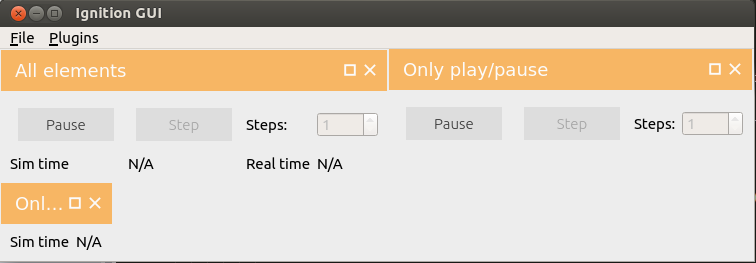 Ignition GUI
File Plugins
All elements
Pause Step Steps: 1
Sim time N/A Real time N/A
Only play/pause
Pause Step Steps: 1
Onl...
Sim time N/A